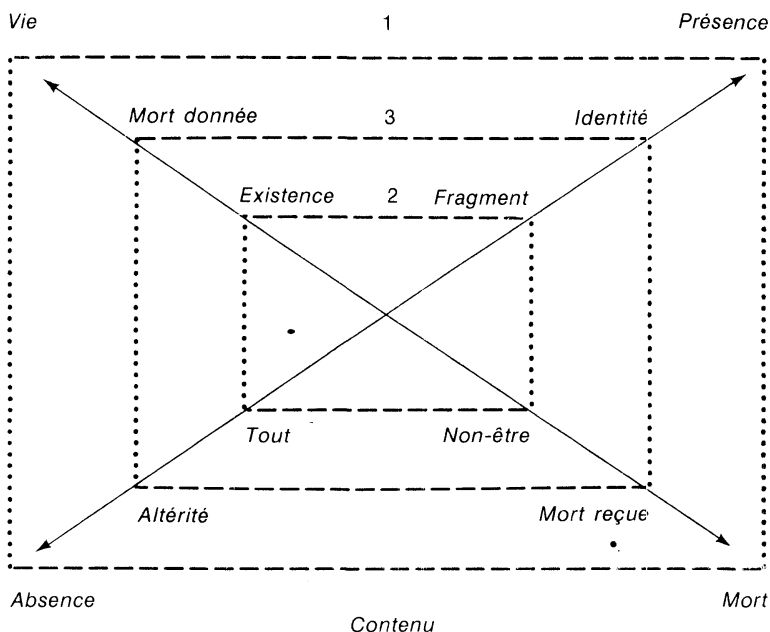 Vie 1 Présence
Mort donnée 3 Identité
Existence 2 Fragment
Tout Non-être
Altérité Mort reçue
Absence Mort
Contenu